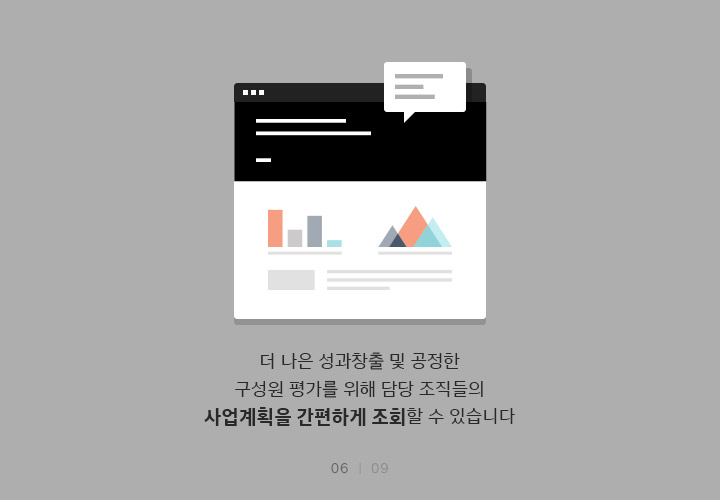 더 나은 성과창출 및 공정한
구성원 평가를 위해 담당 조직들의
사업계획을 간편하게 조회할 수 있습니다
06 | 09